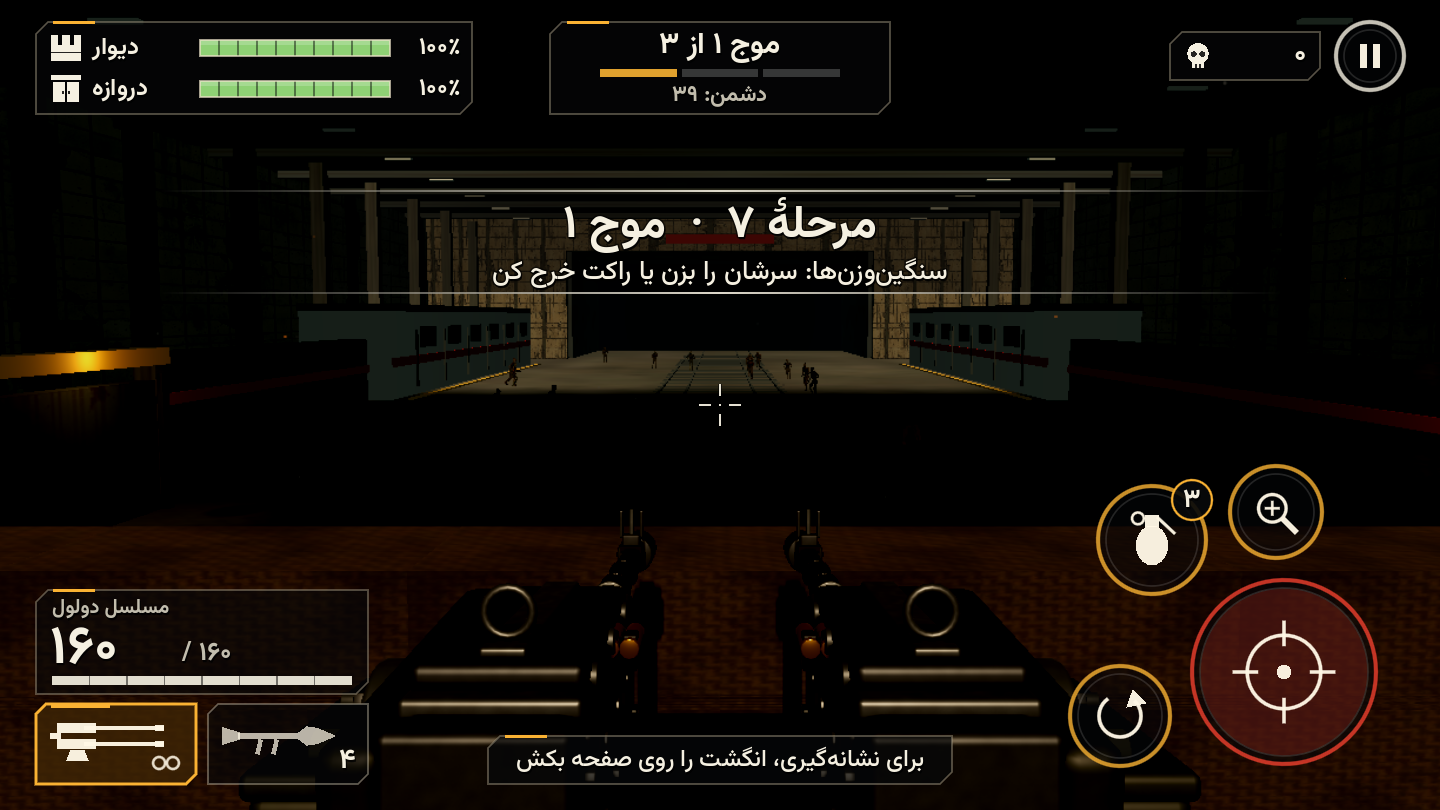 دیوار ۱۰۰٪
دروازه ۱۰۰٪
موج ۱ از ۳
دشمن: ۳۹
۰
مرحلهٔ ۷ · موج ۱
سنگین‌وزن‌ها: سرشان را بزن یا راکت خرج کن
۳
مسلسل دولول
۱۶۰ / ۱۶۰
∞
۴
برای نشانه‌گیری، انگشت را روی صفحه بکش